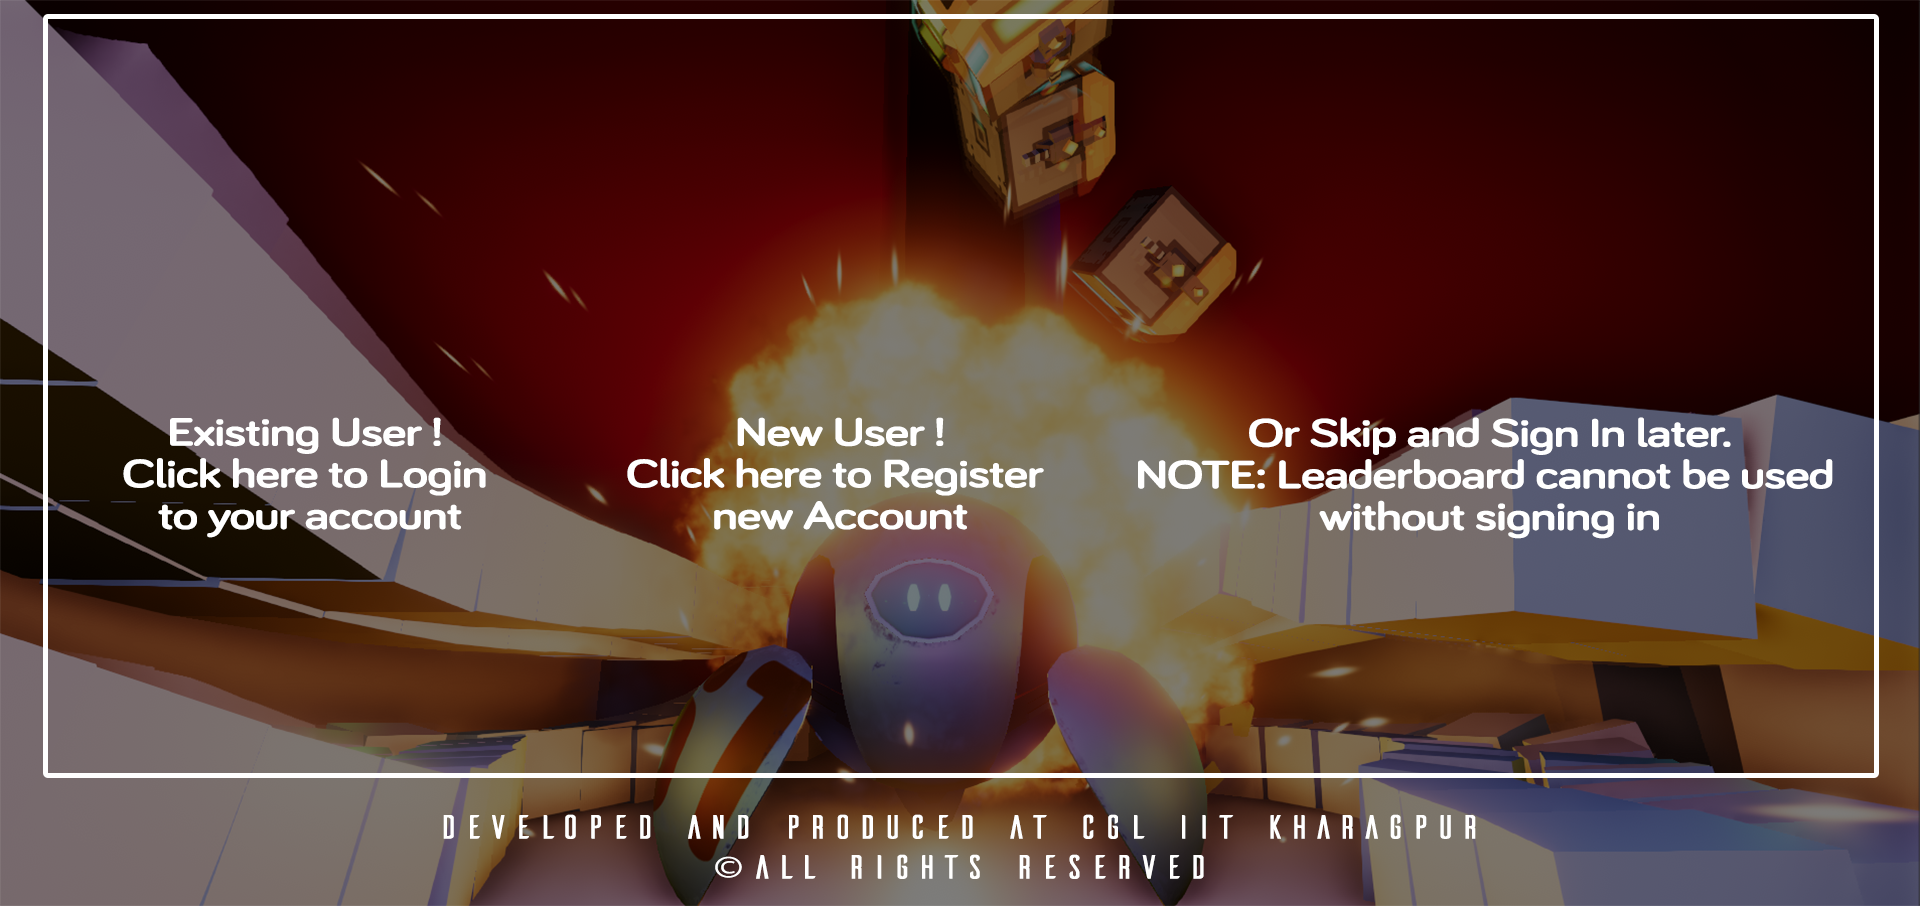 Existing User !
Click here to Login
to your account
New User !
Click here to Register
new Account
Or Skip and Sign In later.
NOTE: Leaderboard cannot be used
without signing in
DEVELOPED AND PRODUCED AT CGL IIT KHARAGPUR
©ALL RIGHTS RESERVED